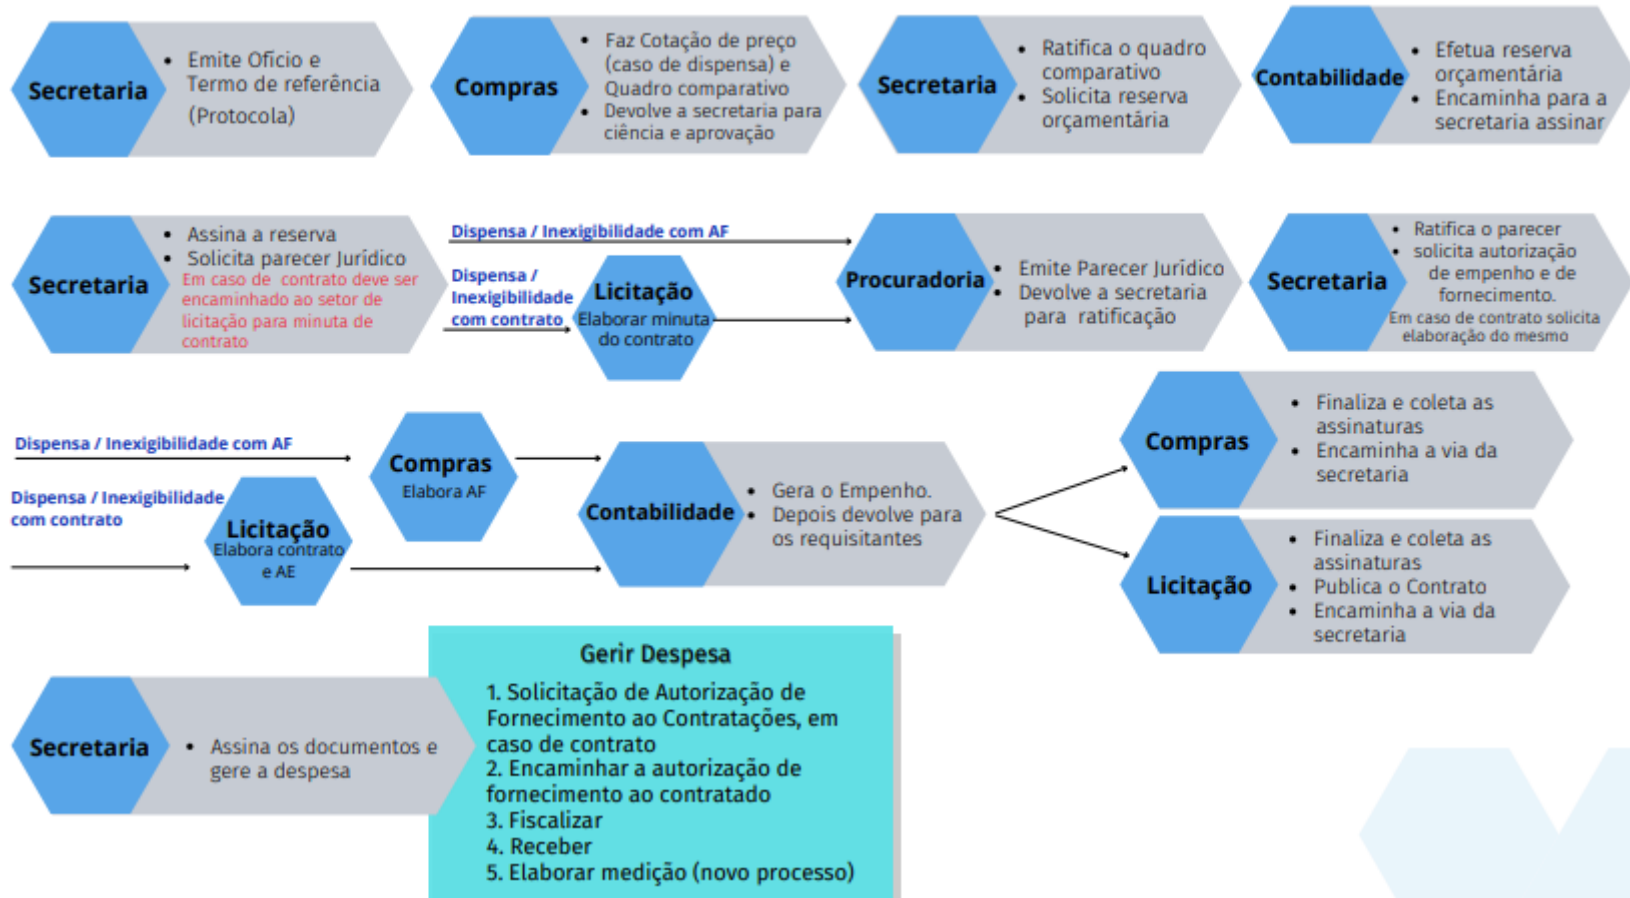 Secretaria
• Emite Ofício e
Termo de referência
(Protocola)
Compras
• Faz Cotação de preço
(caso de dispensa) e
Quadro comparativo
• Devolve a secretaria para
ciência e aprovação
Secretaria
• Ratifica o quadro
comparativo
• Solicita reserva
orçamentária
Contabilidade
• Efetua reserva
orçamentária
• Encaminha para a
secretaria assinar
Secretaria
• Assina a reserva
• Solicita parecer Jurídico
Em caso de contrato deve ser
encaminhado ao setor de
licitação para minuta de
contrato
Dispensa / Inexigibilidade com AF
Dispensa /
Inexigibilidade
com contrato
Licitação
Elaborar minuta
do contrato
Procuradoria
• Emite Parecer Jurídico
• Devolve a secretaria
para ratificação
Secretaria
• Ratifica o parecer
• solicita autorização
de empenho e de
fornecimento.
Em caso de contrato solicita
elaboração do mesmo
Dispensa / Inexigibilidade com AF
Dispensa / Inexigibilidade
com contrato
Licitação
Elabora contrato
e AE
Compras
Elabora AF
Contabilidade
• Gera o Empenho.
• Depois devolve para
os requisitantes
Compras
• Finaliza e coleta as
assinaturas
• Encaminha a via da
secretaria
Licitação
• Finaliza e coleta as
assinaturas
• Publica o Contrato
• Encaminha a via da
secretaria
Secretaria
• Assina os documentos e
gere a despesa
Gerir Despesa
1. Solicitação de Autorização de
Fornecimento ao Contratações, em
caso de contrato
2. Encaminhar a autorização de
fornecimento ao contratado
3. Fiscalizar
4. Receber
5. Elaborar medição (novo processo)